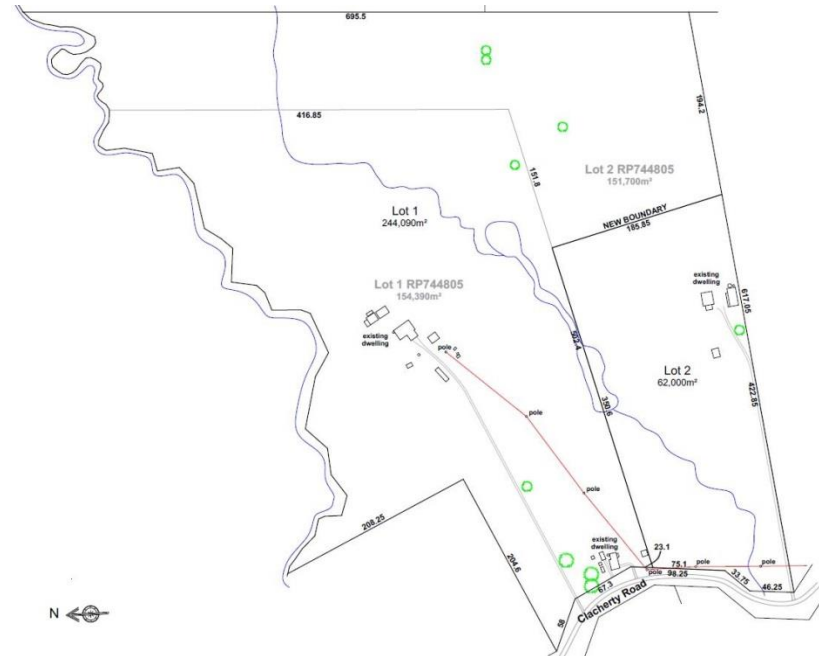 695.5
194.2
416.85
151.8
Lot 2 RP744805
151,700m²
Lot 1
244,090m²
NEW BOUNDARY
185.85
Lot 1 RP744805
154,390m²
existing
dwelling
617.05
existing
dwelling
pole
502.4
Lot 2
62,000m²
422.85
350.6
pole
pole
208.25
204.6
existing
dwelling
23.1
75.1
pole
pole
pole
98.25
33.75
46.25
67.3
Clacherty Road
58
N